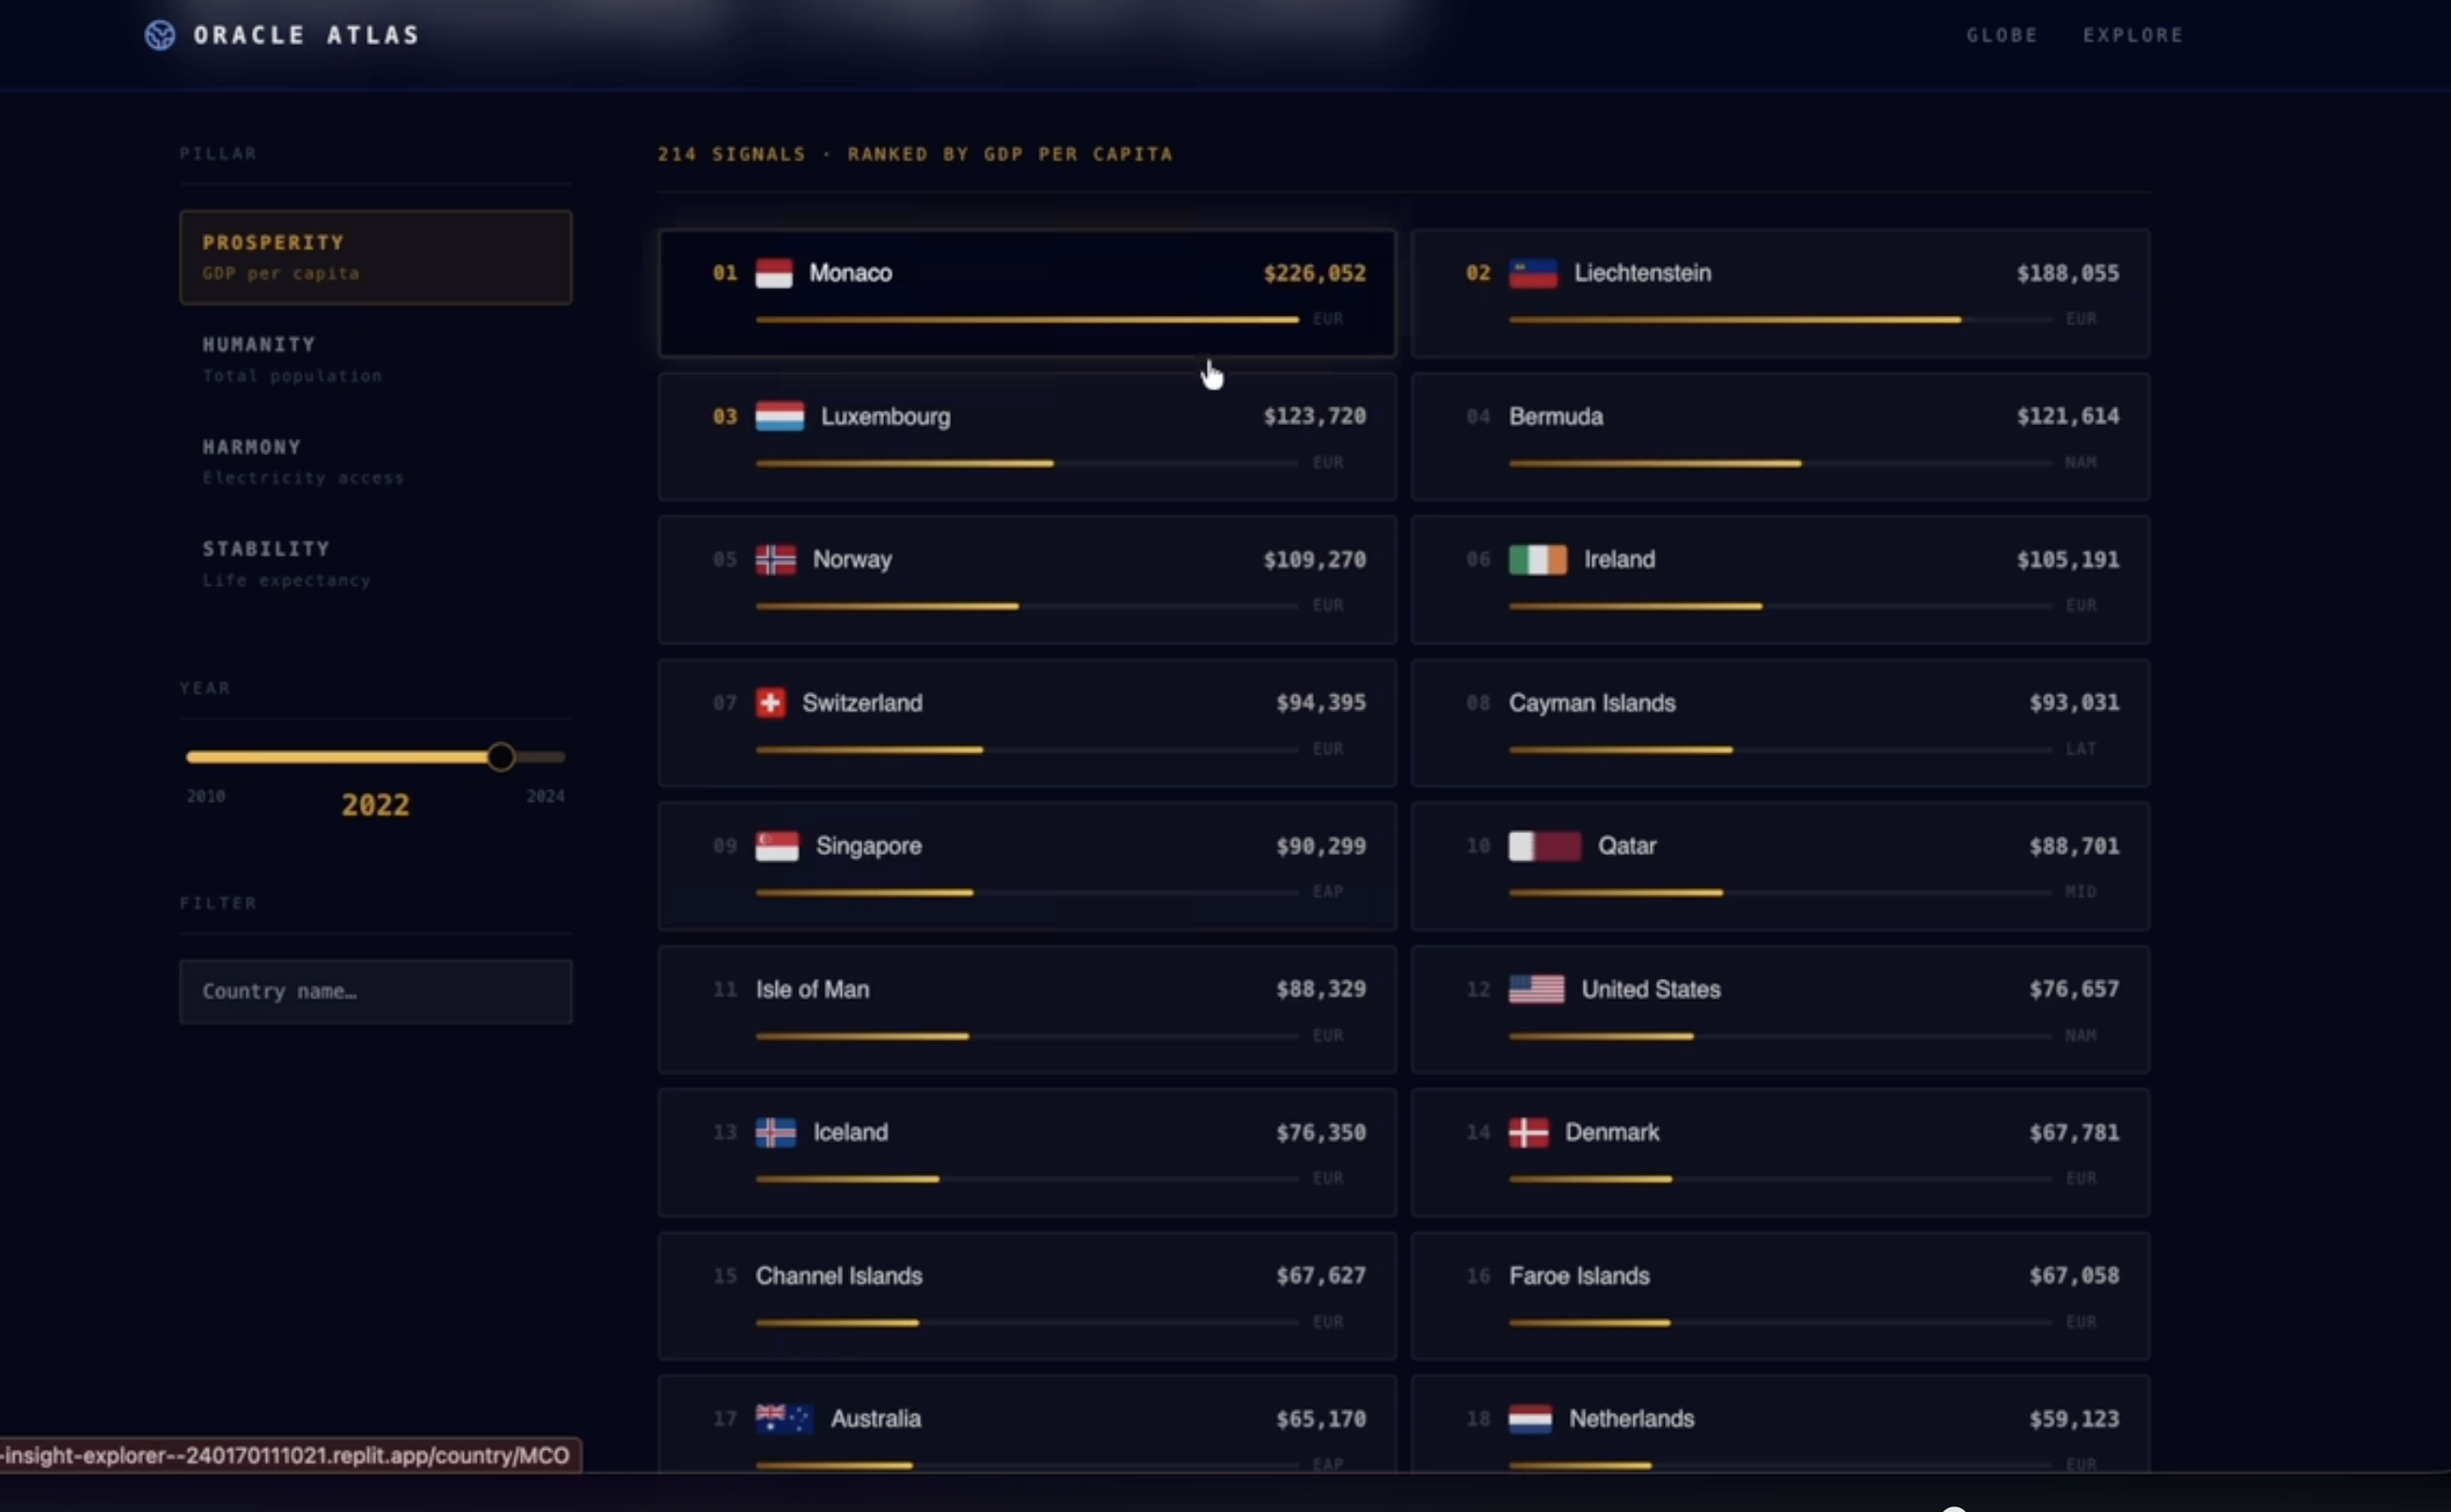 ORACLE ATLAS
GLOBE EXPLORE
PILLAR
PROSPERITY
GDP per capita
HUMANITY
Total population
HARMONY
Electricity access
STABILITY
Life expectancy
YEAR
2010 2022 2024
FILTER
Country name…
214 SIGNALS · RANKED BY GDP PER CAPITA
01 Monaco $226,052
EUR
02 Liechtenstein $188,055
EUR
03 Luxembourg $123,720
EUR
04 Bermuda $121,614
NAM
05 Norway $109,270
EUR
06 Ireland $105,191
EUR
07 Switzerland $94,395
EUR
08 Cayman Islands $93,031
LAT
09 Singapore $90,299
EAP
10 Qatar $88,701
MID
11 Isle of Man $88,329
EUR
12 United States $76,657
NAM
13 Iceland $76,350
EUR
14 Denmark $67,781
EUR
15 Channel Islands $67,627
EUR
16 Faroe Islands $67,058
EUR
17 Australia $65,170
EAP
18 Netherlands $59,123
EUR
-insight-explorer--240170111021.replit.app/country/MCO